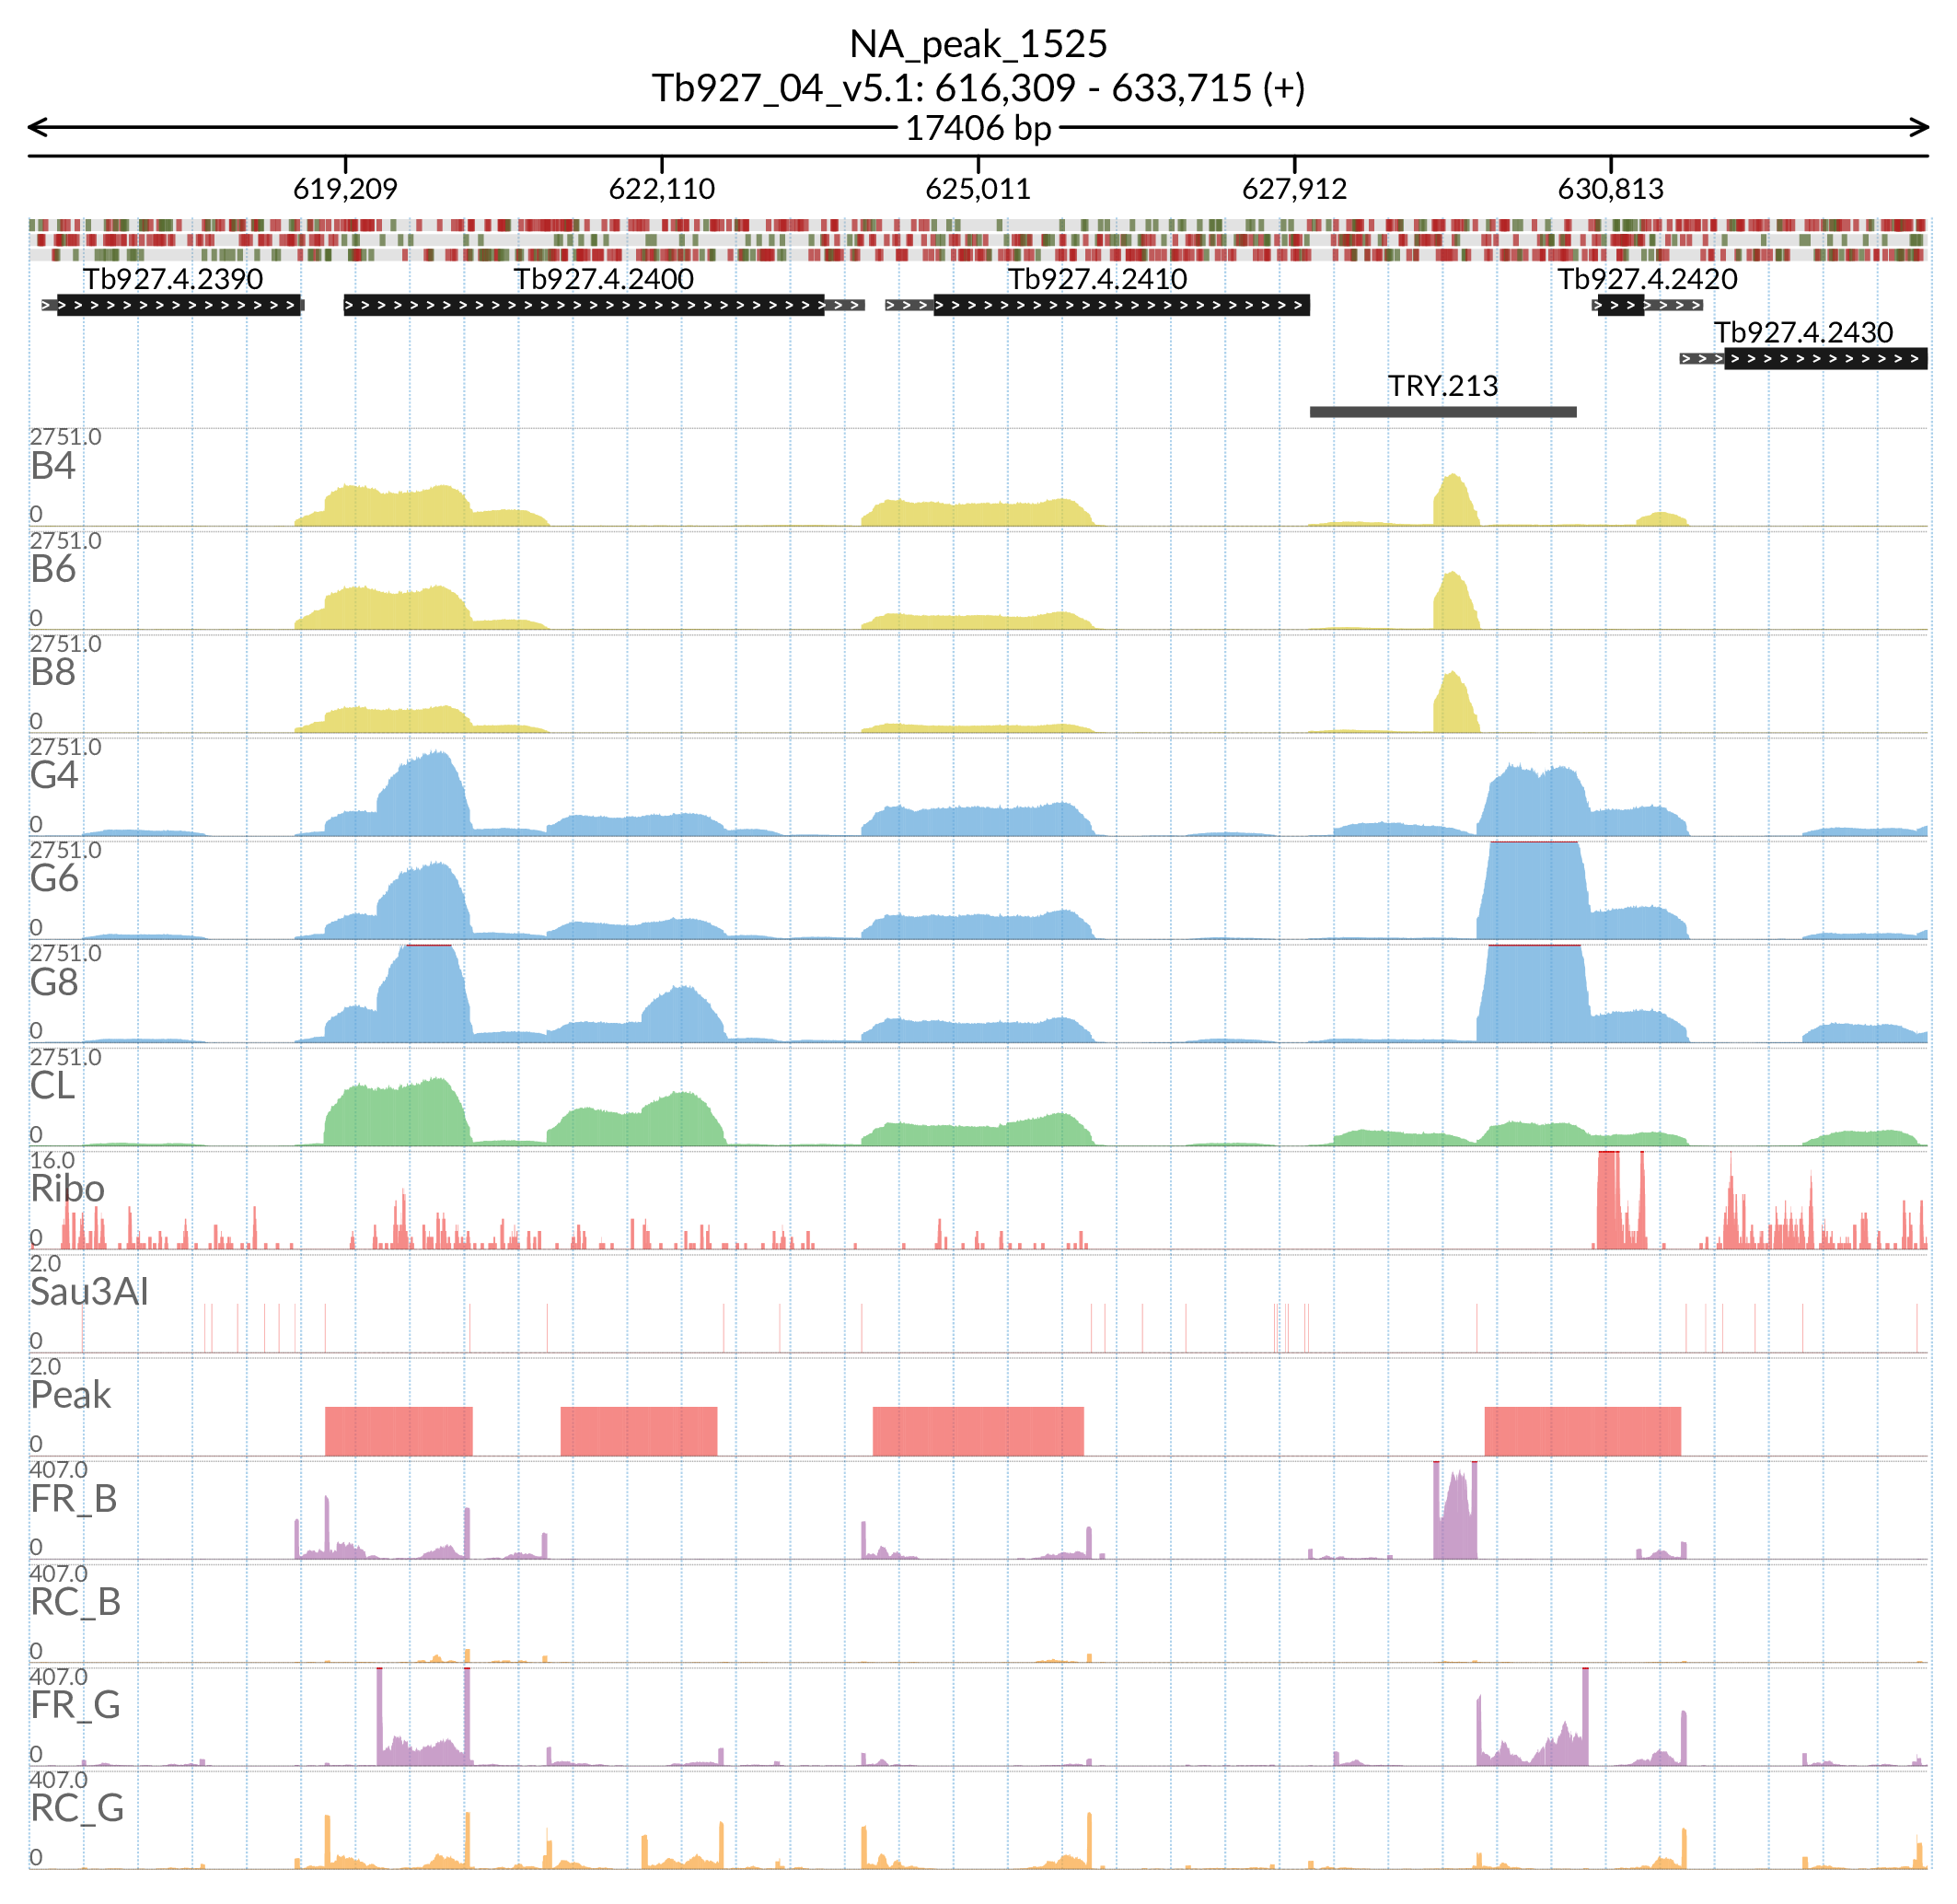 NA_peak_1525
Tb927_04_v5.1: 616,309 - 633,715 (+)
17406 bp
619,209 622,110 625,011 627,912 630,813
Tb927.4.2390 Tb927.4.2400 Tb927.4.2410 Tb927.4.2420
Tb927.4.2430
TRY.213
2751.0
B4
0
2751.0
B6
0
2751.0
B8
0
2751.0
G4
0
2751.0
G6
0
2751.0
G8
0
2751.0
CL
0
16.0
Ribo
0
2.0
Sau3AI
0
2.0
Peak
0
407.0
FR_B
0
407.0
RC_B
0
407.0
FR_G
0
407.0
RC_G
0